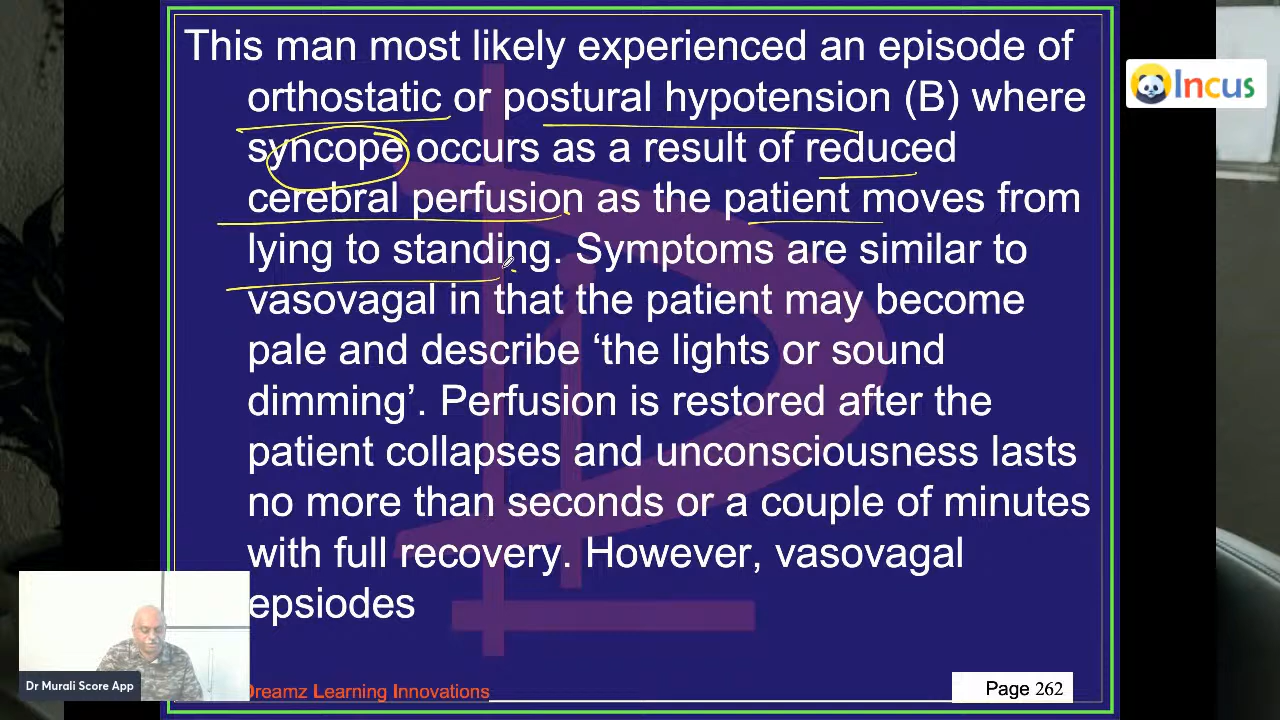 This man most likely experienced an episode of
orthostatic or postural hypotension (B) where
syncope occurs as a result of reduced
cerebral perfusion as the patient moves from
lying to standing. Symptoms are similar to
vasovagal in that the patient may become
pale and describe ‘the lights or sound
dimming’. Perfusion is restored after the
patient collapses and unconsciousness lasts
no more than seconds or a couple of minutes
with full recovery. However, vasovagal
epsiodes
Incus
Dr Murali Score App
Dreamz Learning Innovations
Page 262